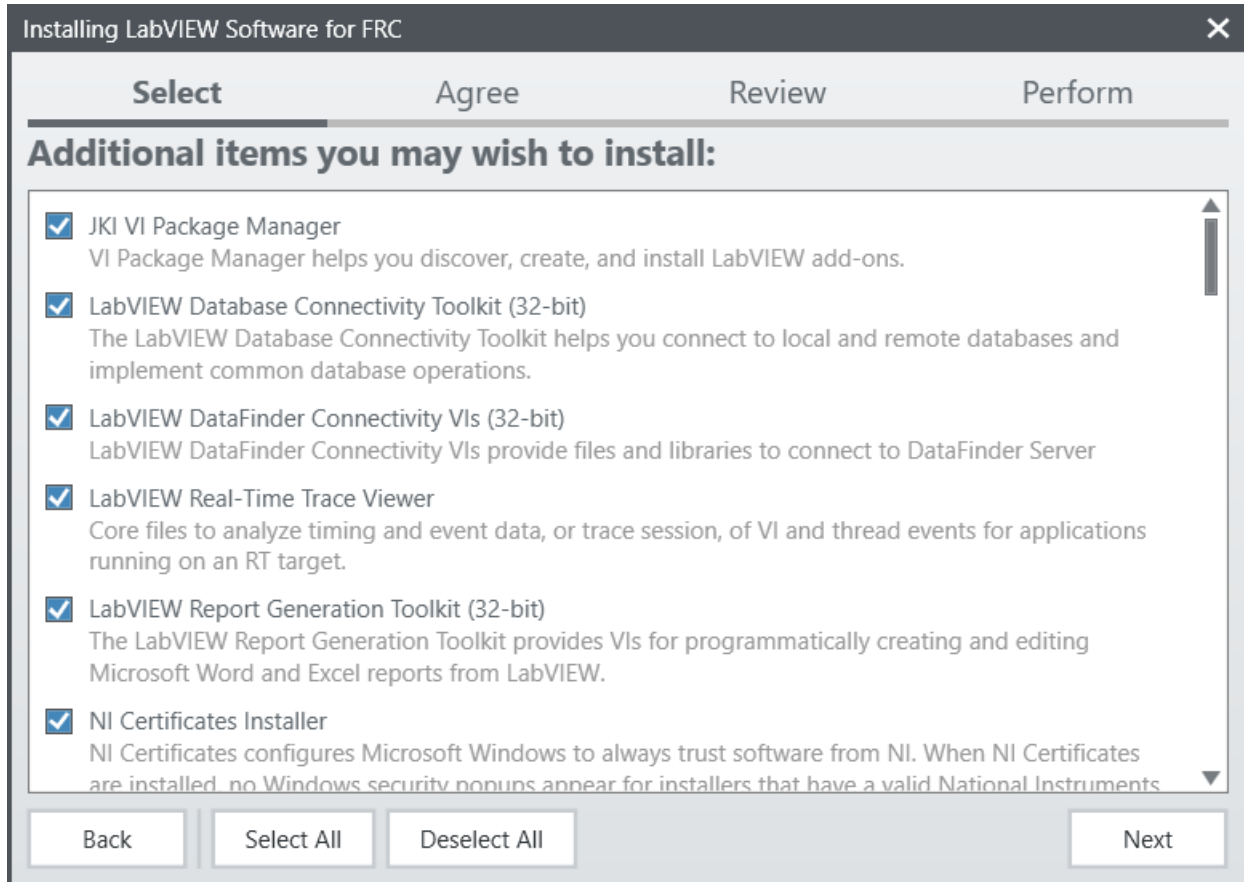 Installing LabVIEW Software for FRC
Select Agree Review Perform
Additional items you may wish to install:
JKI VI Package Manager
VI Package Manager helps you discover, create, and install LabVIEW add-ons.
LabVIEW Database Connectivity Toolkit (32-bit)
The LabVIEW Database Connectivity Toolkit helps you connect to local and remote databases and
implement common database operations.
LabVIEW DataFinder Connectivity VIs (32-bit)
LabVIEW DataFinder Connectivity VIs provide files and libraries to connect to DataFinder Server
LabVIEW Real-Time Trace Viewer
Core files to analyze timing and event data, or trace session, of VI and thread events for applications
running on an RT target.
LabVIEW Report Generation Toolkit (32-bit)
The LabVIEW Report Generation Toolkit provides VIs for programmatically creating and editing
Microsoft Word and Excel reports from LabVIEW.
NI Certificates Installer
NI Certificates configures Microsoft Windows to always trust software from NI. When NI Certificates
are installed, no Windows security popups appear for installers that have a valid National Instruments
Back Select All Deselect All Next